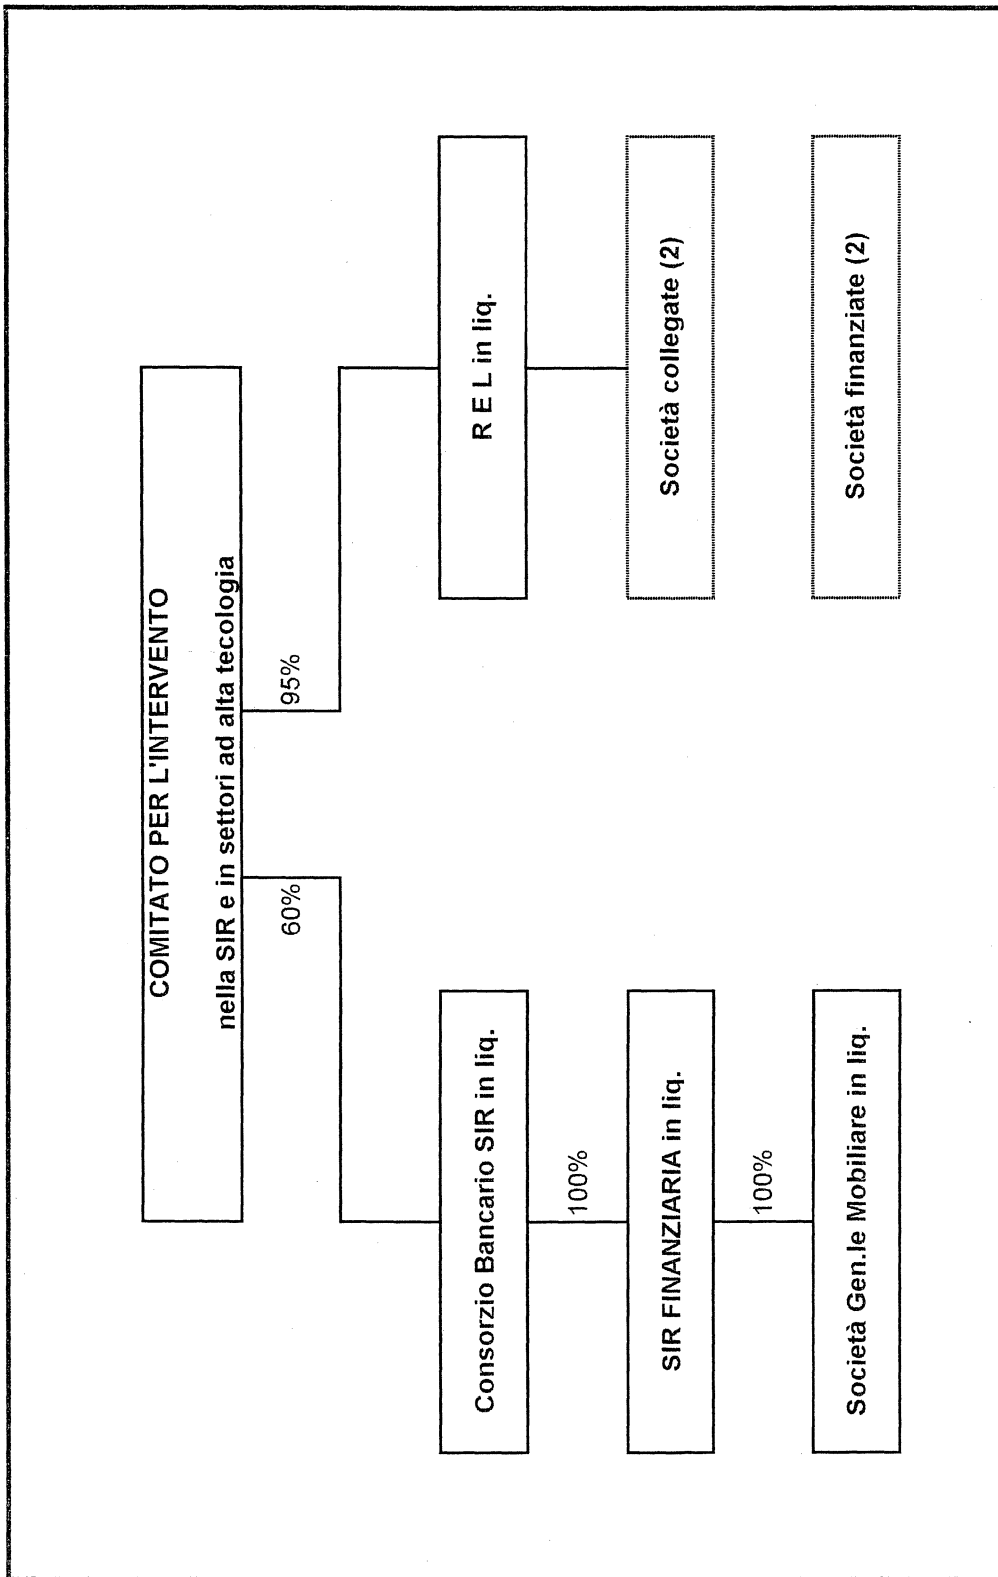 COMITATO PER L'INTERVENTO
nella SIR e in settori ad alta tecologia
60%
95%
Consorzio Bancario SIR in liq.
R E L in liq.
100%
SIR FINANZIARIA in liq.
Società collegate (2)
100%
Società Gen.le Mobiliare in liq.
Società finanziate (2)